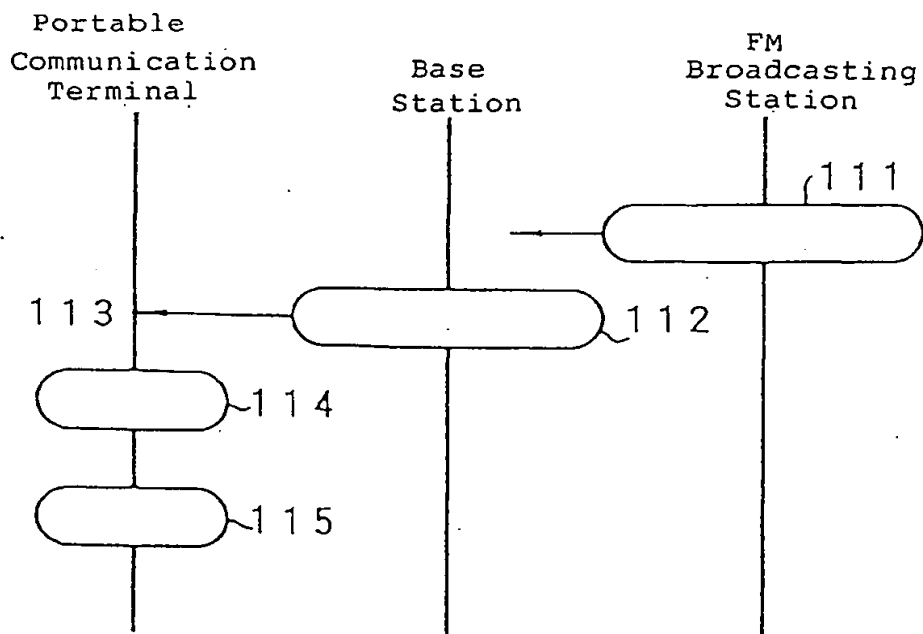 Portable
Communication
Terminal
Base
Station
FM
Broadcasting
Station
111
112
113
114
115